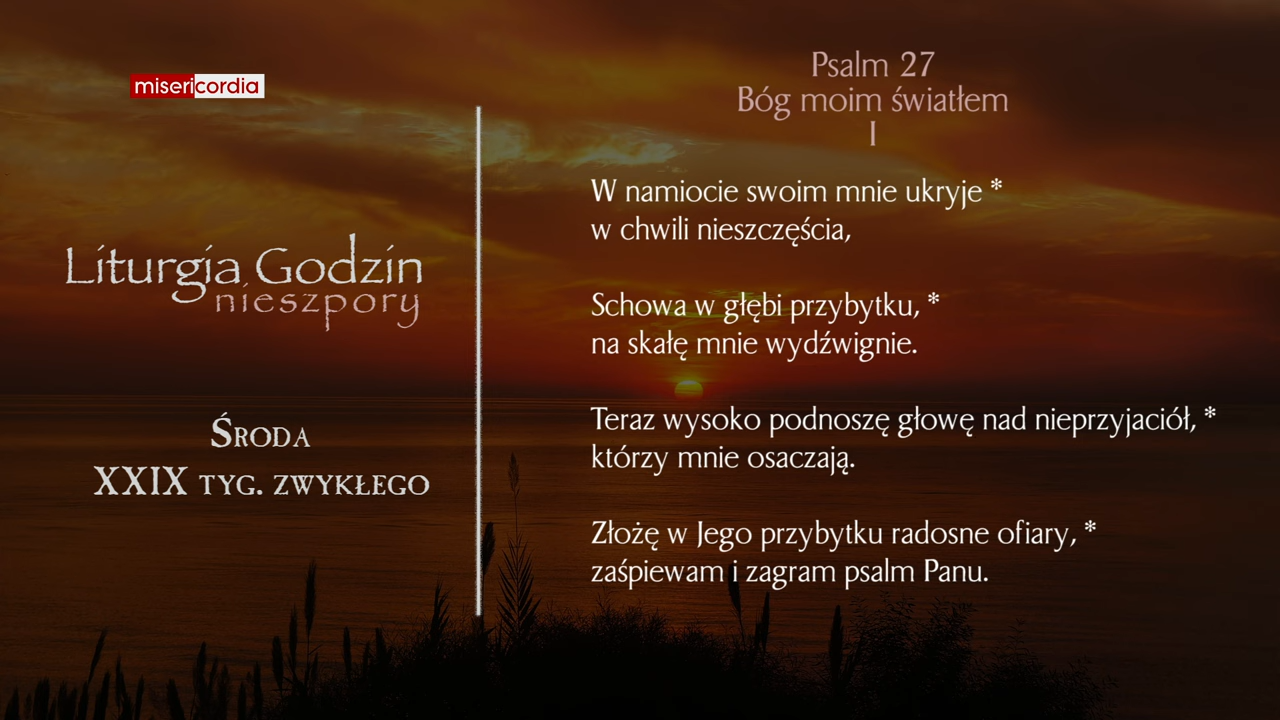 misericordia
Liturgia Godzin
nieszpory
Środa
XXIX tyg. zwykłego
Psalm 27
Bóg moim światłem
I
W namiocie swoim mnie ukryje *
w chwili nieszczęścia,
Schowa w głębi przybytku, *
na skałę mnie wydźwignie.
Teraz wysoko podnoszę głowę nad nieprzyjaciół, *
którzy mnie osaczają.
Złożę w Jego przybytku radosne ofiary, *
zaśpiewam i zagram psalm Panu.